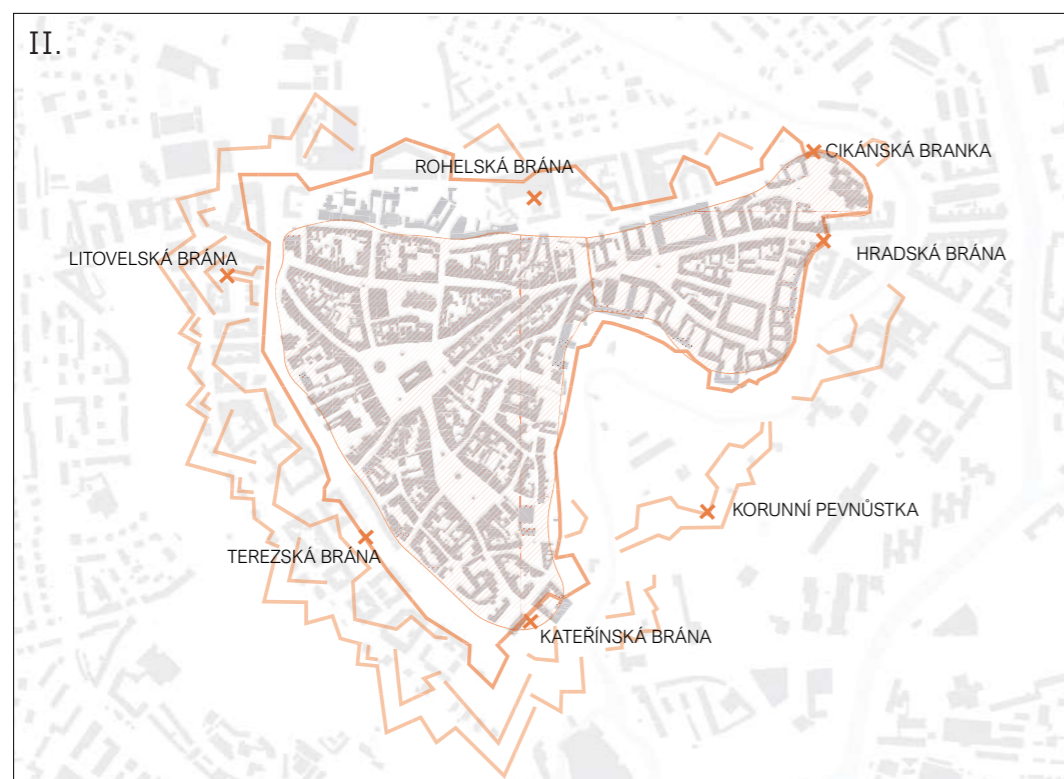 II.
CIKÁNSKÁ BRANKA
ROHELSKÁ BRÁNA
HRADSKÁ BRÁNA
LITOVELSKÁ BRÁNA
KORUNNÍ PEVNŮSTKA
TEREZSKÁ BRÁNA
KATEŘÍNSKÁ BRÁNA